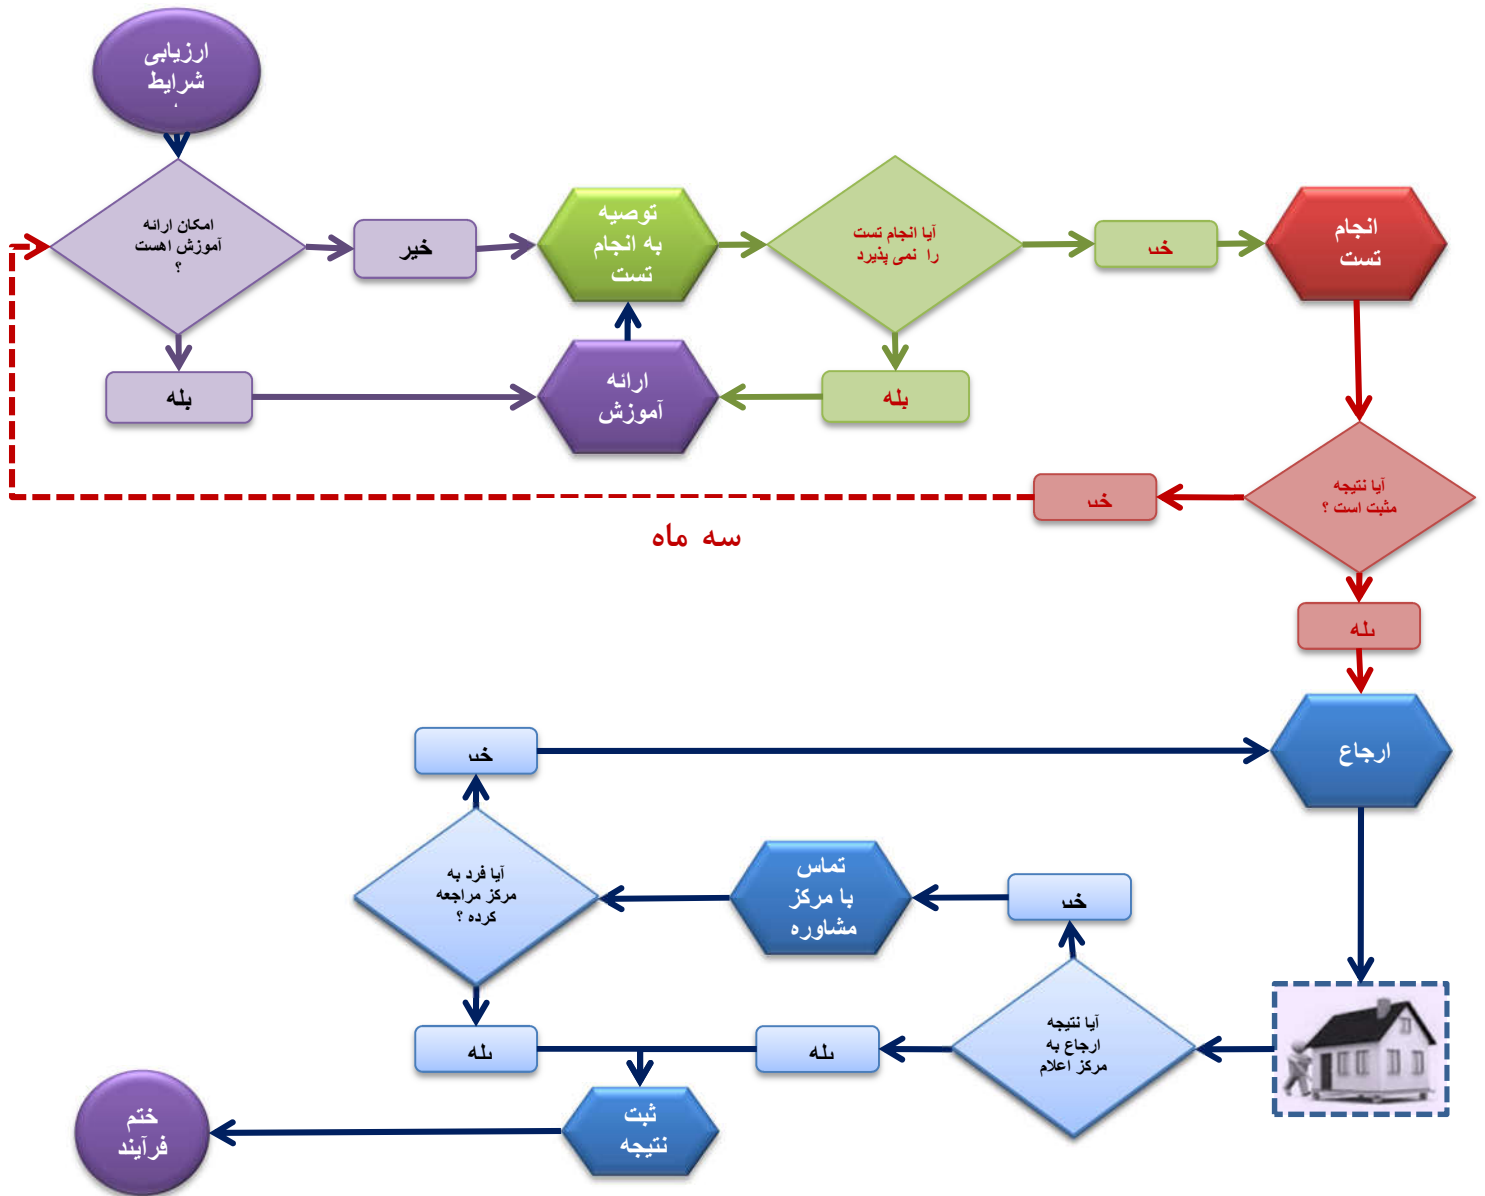 ارزیابی
شرایط
امکان ارائه
آموزش اهست
؟
خیر
بله
توصیه
به انجام
تست
ارائه
آموزش
آیا انجام تست
را نمی پذیرد
خیر
بله
انجام
تست
آیا نتیجه
مثبت است ؟
خیر
سه ماه
بله
ارجاع
خیر
آیا فرد به
مرکز مراجعه
کرده ؟
تماس
با مرکز
مشاوره
خیر
آیا نتیجه
ارجاع به
مرکز اعلام
بله
بله
ثبت
نتیجه
ختم
فرآیند